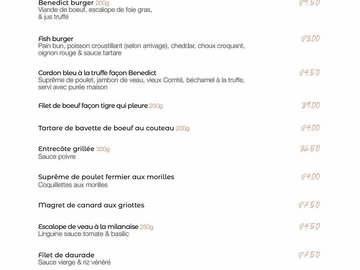 Benedict burger 200g
Viande de boeuf, escalope de foie gras,
& jus truffé
Fish burger
Pain bun, poisson croustillant (selon arrivage), cheddar, choux croquant,
oignon rouge & sauce tartare
Cordon bleu à la truffe façon Benedict
Suprême de poulet, jambon de veau, vieux Comté, béchamel à la truffe,
servi avec purée maison
Filet de boeuf façon tigre qui pleure 250g
Tartare de bavette de boeuf au couteau 200g
Entrecôte grillée 300g
Sauce poivre
Suprême de poulet fermier aux morilles
Coquillettes aux morilles
Magret de canard aux griottes
Escalope de veau à la milanaise 250g
Linguine sauce tomate & basilic
Filet de daurade
Sauce vierge & riz vénéré